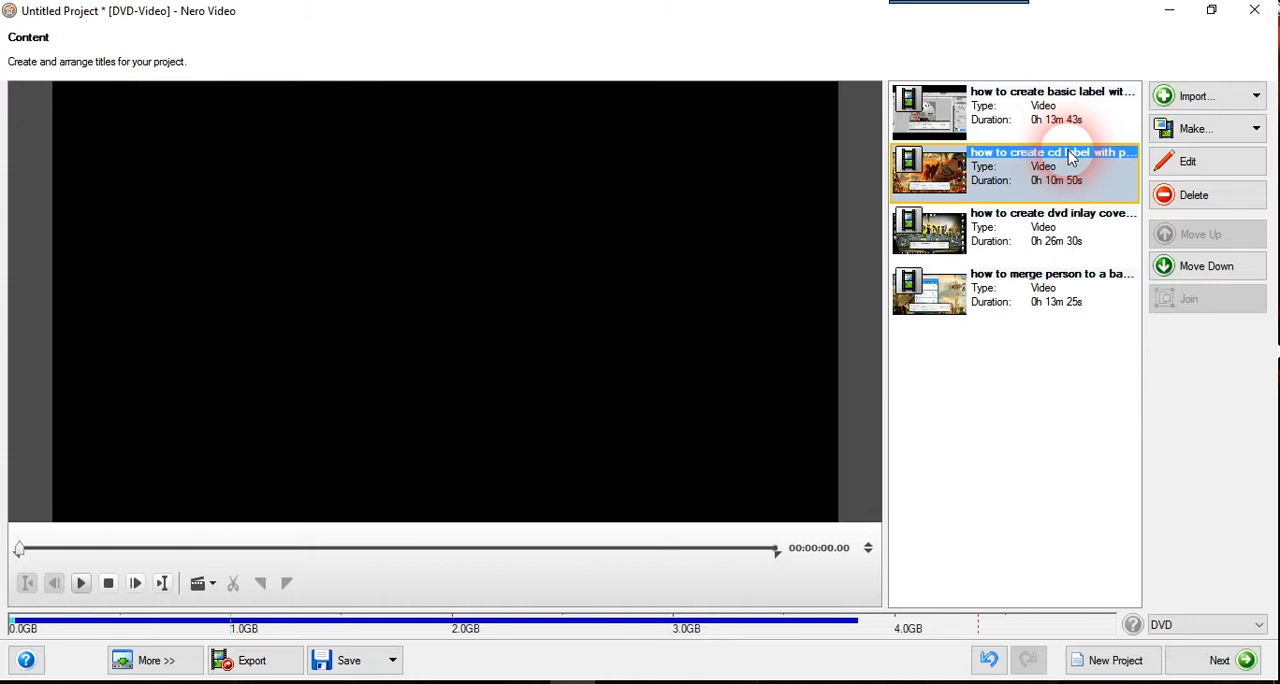 Untitled Project * [DVD-Video] - Nero Video
Content
Create and arrange titles for your project.
how to create basic label wit...
Type: Video
Duration: 0h 13m 43s
how to create cd label with p...
Type: Video
Duration: 0h 10m 50s
how to create dvd inlay cove...
Type: Video
Duration: 0h 26m 30s
how to merge person to a ba...
Type: Video
Duration: 0h 13m 25s
Import...
Make...
Edit
Delete
Move Up
Move Down
Join
00:00:00.00
0.0GB 1.0GB 2.0GB 3.0GB 4.0GB
DVD
More >> Export Save New Project Next